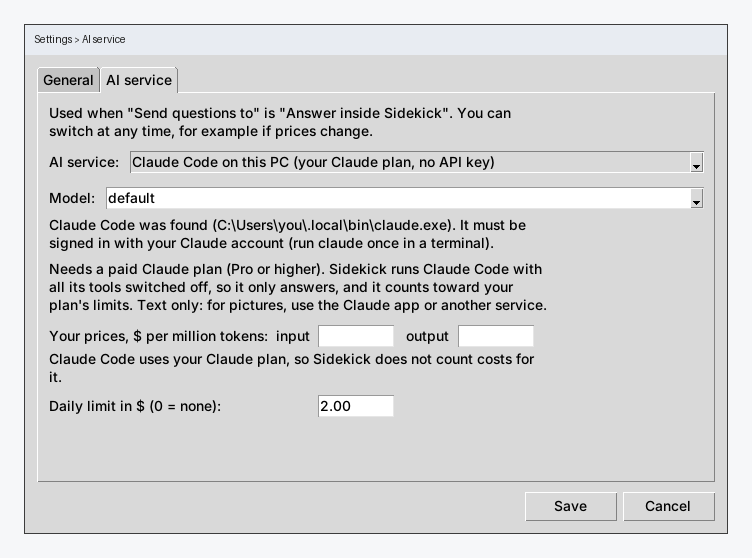 Settings > AI service
General AI service
Used when "Send questions to" is "Answer inside Sidekick". You can
switch at any time, for example if prices change.
AI service: Claude Code on this PC (your Claude plan, no API key)
Model: default
Claude Code was found (C:\Users\you\.local\bin\claude.exe). It must be
signed in with your Claude account (run claude once in a terminal).
Needs a paid Claude plan (Pro or higher). Sidekick runs Claude Code with
all its tools switched off, so it only answers, and it counts toward your
plan's limits. Text only: for pictures, use the Claude app or another service.
Your prices, $ per million tokens: input output
Claude Code uses your Claude plan, so Sidekick does not count costs for
it.
Daily limit in $ (0 = none): 2.00
Save Cancel